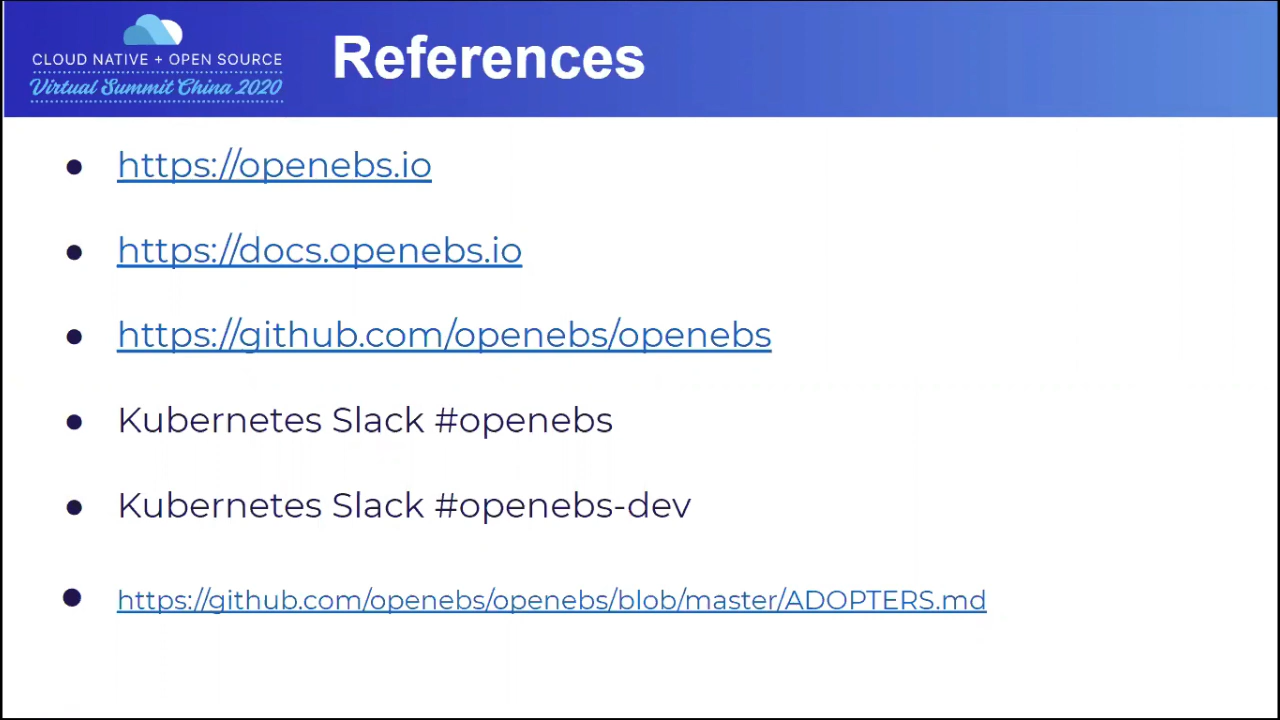 CLOUD NATIVE + OPEN SOURCE
Virtual Summit China 2020
References
https://openebs.io
https://docs.openebs.io
https://github.com/openebs/openebs
Kubernetes Slack #openebs
Kubernetes Slack #openebs-dev
https://github.com/openebs/openebs/blob/master/ADOPTERS.md